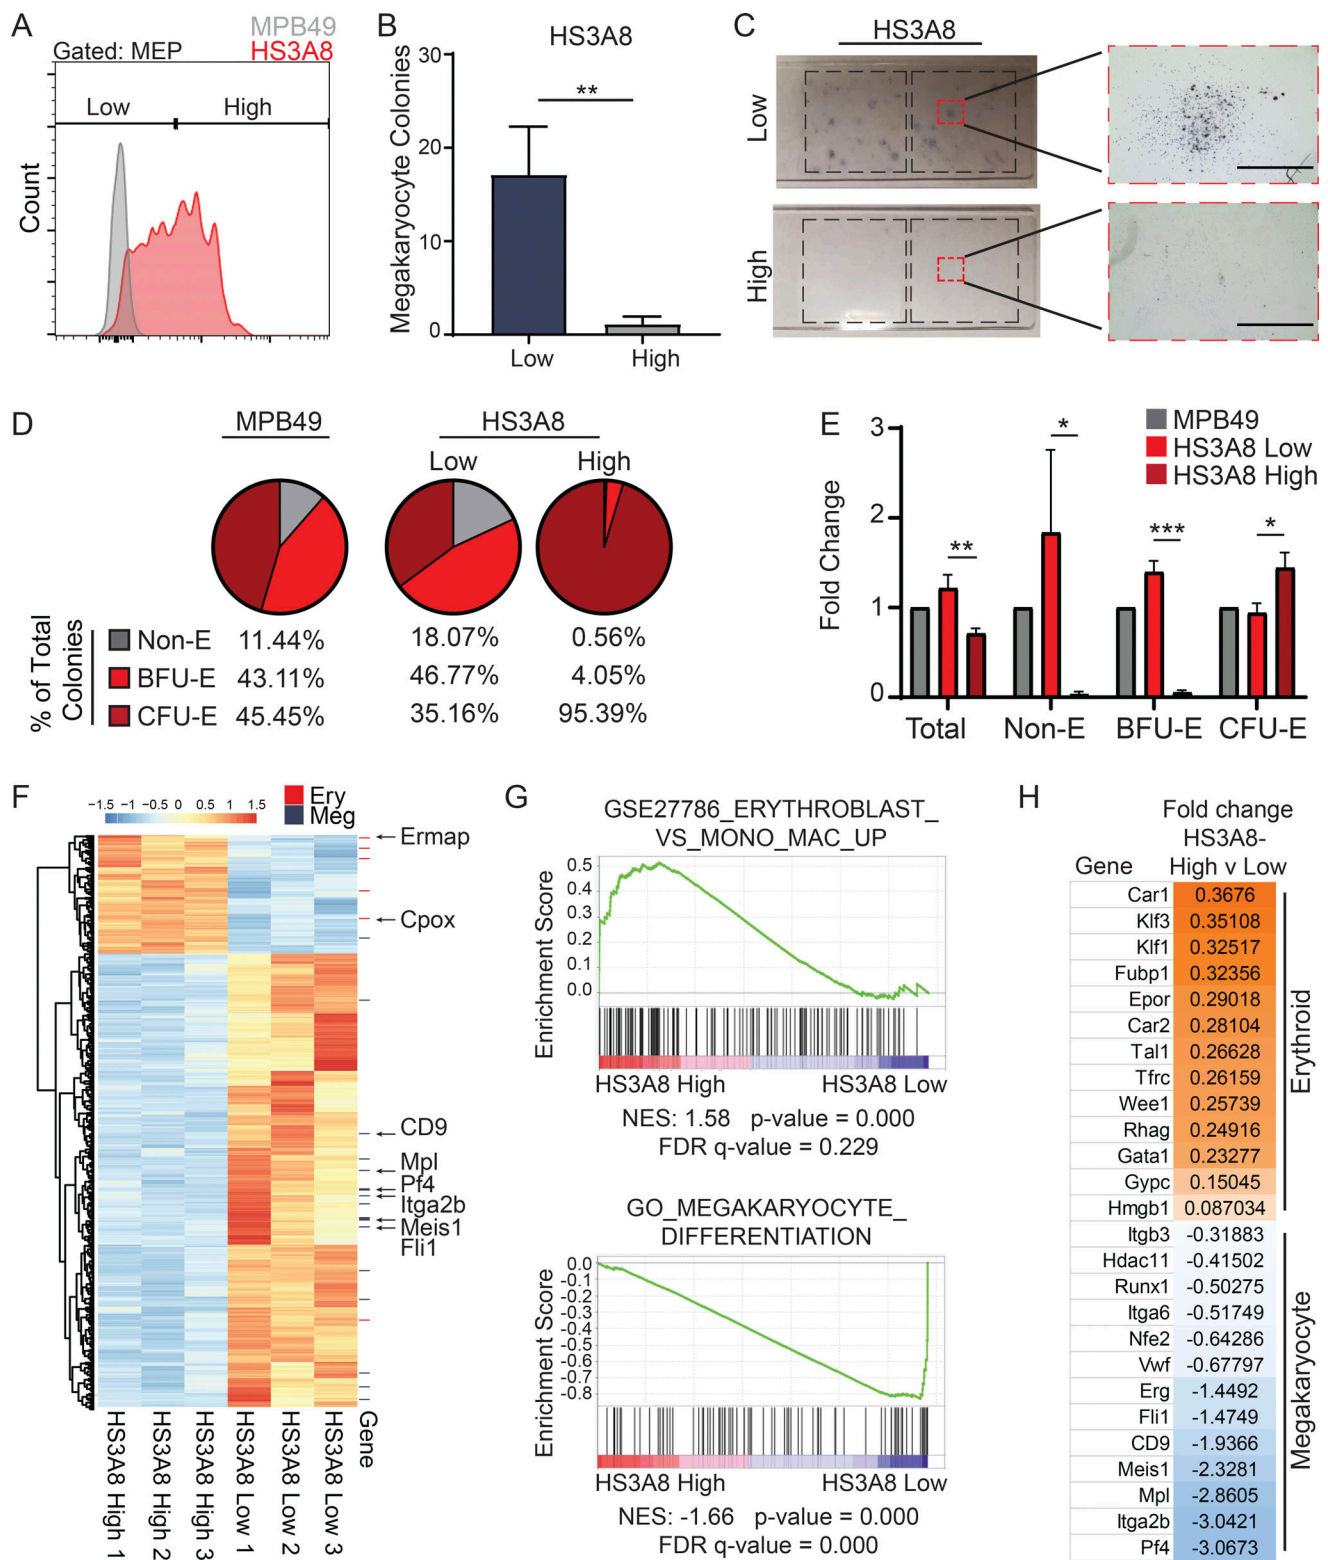 A
MPB49
Gated: MEP
HS3A8
Low
High
Count
B
HS3A8
Megakaryocyte Colonies
30
20
10
0
**
Low
High
C
HS3A8
Low
High
D
MPB49
HS3A8
Low
High
% of Total
Colonies
Non-E 11.44% 18.07% 0.56%
BFU-E 43.11% 46.77% 4.05%
CFU-E 45.45% 35.16% 95.39%
E
MPB49
HS3A8 Low
HS3A8 High
Fold Change
3
2
1
0
**
*
***
*
Total Non-E BFU-E CFU-E
F
−1.5 −1 −0.5 0 0.5 1 1.5
Ery
Meg
Ermap
Cpox
CD9
Mpl
Pf4
Itga2b
Meis1
Fli1
HS3A8 High 1
HS3A8 High 2
HS3A8 High 3
HS3A8 Low 1
HS3A8 Low 2
HS3A8 Low 3
Gene
G
GSE27786_ERYTHROBLAST_
VS_MONO_MAC_UP
Enrichment Score
0.5
0.4
0.3
0.2
0.1
0.0
HS3A8 High HS3A8 Low
NES: 1.58 p-value = 0.000
FDR q-value = 0.229
GO_MEGAKARYOCYTE_
DIFFERENTIATION
Enrichment Score
0.0
-0.1
-0.2
-0.3
-0.4
-0.5
-0.6
-0.7
-0.8
HS3A8 High HS3A8 Low
NES: -1.66 p-value = 0.000
FDR q-value = 0.000
H
Fold change
HS3A8-
Gene High v Low
Car1 0.3676
Klf3 0.35108
Klf1 0.32517
Fubp1 0.32356
Epor 0.29018
Car2 0.28104
Tal1 0.26628
Tfrc 0.26159
Wee1 0.25739
Rhag 0.24916
Gata1 0.23277
Gypc 0.15045
Hmgb1 0.087034
Itgb3 -0.31883
Hdac11 -0.41502
Runx1 -0.50275
Itga6 -0.51749
Nfe2 -0.64286
Vwf -0.67797
Erg -1.4492
Fli1 -1.4749
CD9 -1.9366
Meis1 -2.3281
Mpl -2.8605
Itga2b -3.0421
Pf4 -3.0673
Erythroid
Megakaryocyte